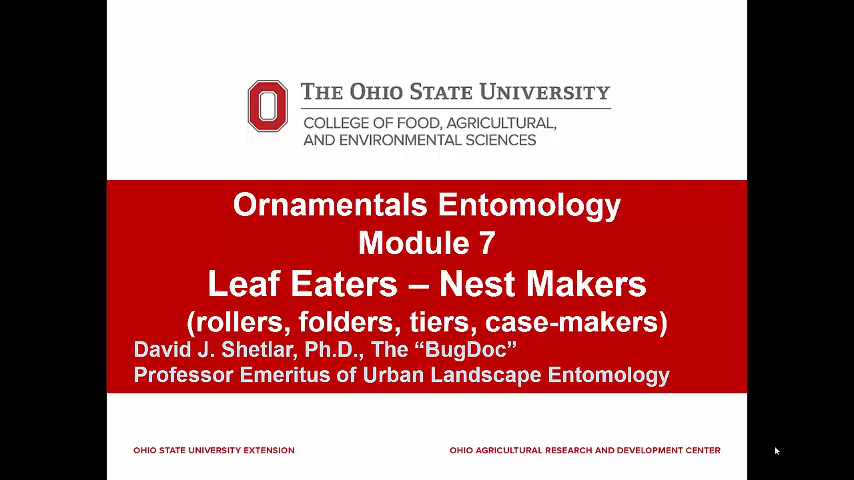 THE OHIO STATE UNIVERSITY
COLLEGE OF FOOD, AGRICULTURAL,
AND ENVIRONMENTAL SCIENCES
Ornamentals Entomology
Module 7
Leaf Eaters – Nest Makers
(rollers, folders, tiers, case-makers)
David J. Shetlar, Ph.D., The “BugDoc”
Professor Emeritus of Urban Landscape Entomology
OHIO STATE UNIVERSITY EXTENSION
OHIO AGRICULTURAL RESEARCH AND DEVELOPMENT CENTER